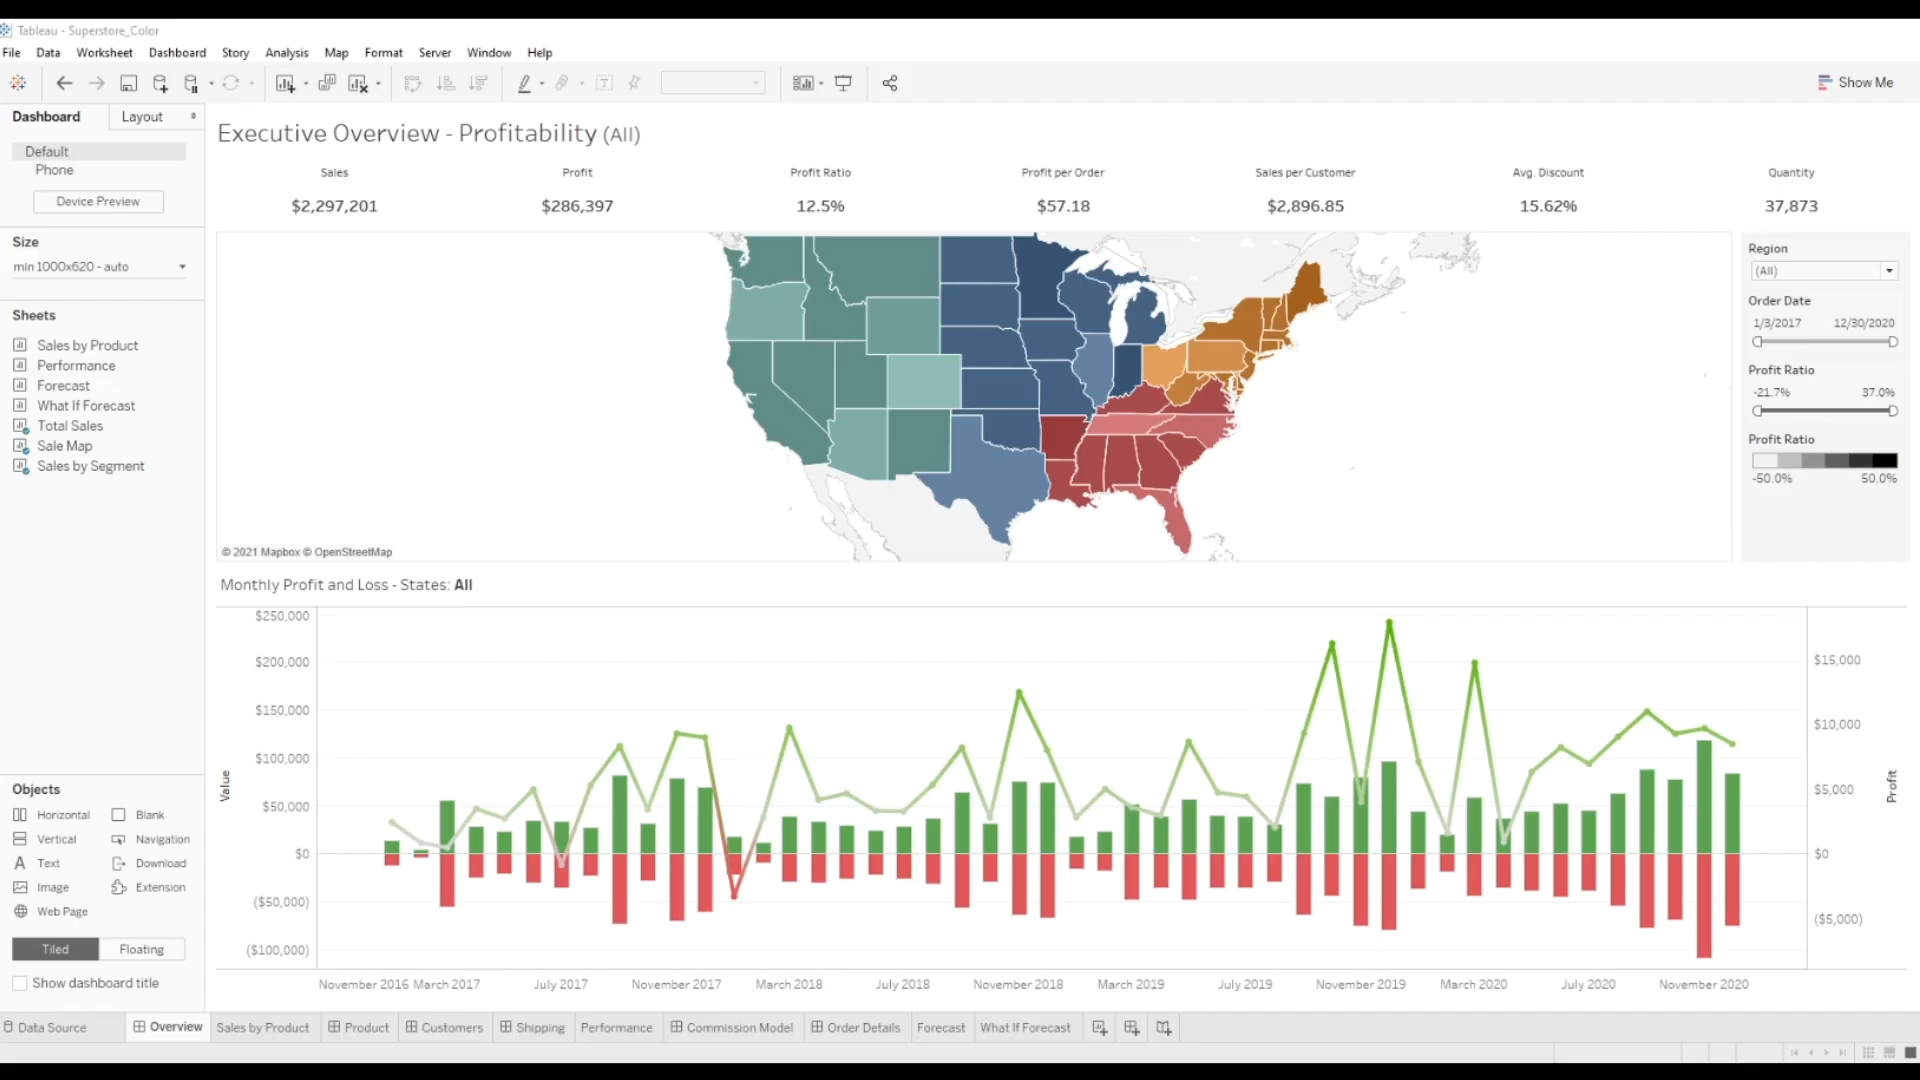 Tableau - Superstore_Color
File Data Worksheet Dashboard Story Analysis Map Format Server Window Help
Show Me
Dashboard Layout
Default
Phone
Device Preview
Size
min 1000x620 - auto
Sheets
Sales by Product
Performance
Forecast
What If Forecast
Total Sales
Sale Map
Sales by Segment
Objects
Horizontal Blank
Vertical Navigation
Text Download
Image Extension
Web Page
Tiled Floating
Show dashboard title
Executive Overview - Profitability (All)
Sales Profit Profit Ratio Profit per Order Sales per Customer Avg. Discount Quantity
$2,297,201 $286,397 12.5% $57.18 $2,896.85 15.62% 37,873
© 2021 Mapbox © OpenStreetMap
Region
(All)
Order Date
1/3/2017 12/30/2020
Profit Ratio
-21.7% 37.0%
Profit Ratio
-50.0% 50.0%
Monthly Profit and Loss - States: All
Value
$250,000
$200,000
$150,000
$100,000
$50,000
$0
($50,000)
($100,000)
$15,000
$10,000
$5,000
$0
($5,000)
Profit
November 2016 March 2017 July 2017 November 2017 March 2018 July 2018 November 2018 March 2019 July 2019 November 2019 March 2020 July 2020 November 2020
Data Source Overview Sales by Product Product Customers Shipping Performance Commission Model Order Details Forecast What If Forecast